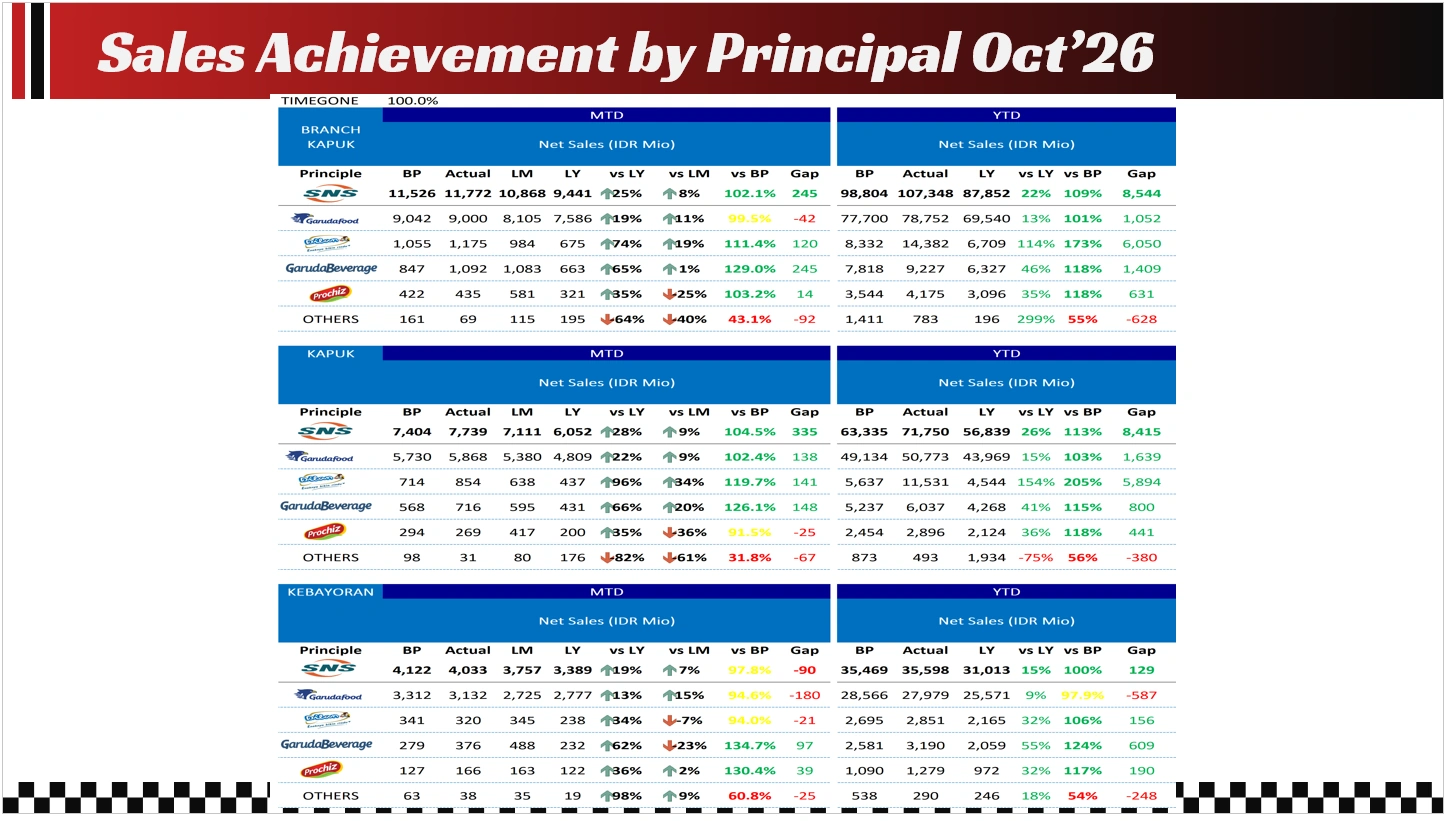 Sales Achievement by Principal Oct’26
TIMEGONE 100.0%
BRANCH KAPUK MTD YTD
Net Sales (IDR Mio) Net Sales (IDR Mio)
Principle BP Actual LM LY vs LY vs LM vs BP Gap BP Actual LY vs LY vs BP Gap
SNS 11,526 11,772 10,868 9,441 25% 8% 102.1% 245 98,804 107,348 87,852 22% 109% 8,544
Garudafood 9,042 9,000 8,105 7,586 19% 11% 99.5% -42 77,700 78,752 69,540 13% 101% 1,052
1,055 1,175 984 675 74% 19% 111.4% 120 8,332 14,382 6,709 114% 173% 6,050
GarudaBeverage 847 1,092 1,083 663 65% 1% 129.0% 245 7,818 9,227 6,327 46% 118% 1,409
Prochiz 422 435 581 321 35% -25% 103.2% 14 3,544 4,175 3,096 35% 118% 631
OTHERS 161 69 115 195 -64% -40% 43.1% -92 1,411 783 196 299% 55% -628
KAPUK MTD YTD
Net Sales (IDR Mio) Net Sales (IDR Mio)
Principle BP Actual LM LY vs LY vs LM vs BP Gap BP Actual LY vs LY vs BP Gap
SNS 7,404 7,739 7,111 6,052 28% 9% 104.5% 335 63,335 71,750 56,839 26% 113% 8,415
Garudafood 5,730 5,868 5,380 4,809 22% 9% 102.4% 138 49,134 50,773 43,969 15% 103% 1,639
714 854 638 437 96% 34% 119.7% 141 5,637 11,531 4,544 154% 205% 5,894
GarudaBeverage 568 716 595 431 66% 20% 126.1% 148 5,237 6,037 4,268 41% 115% 800
Prochiz 294 269 417 200 35% -36% 91.5% -25 2,454 2,896 2,124 36% 118% 441
OTHERS 98 31 80 176 -82% -61% 31.8% -67 873 493 1,934 -75% 56% -380
KEBAYORAN MTD YTD
Net Sales (IDR Mio) Net Sales (IDR Mio)
Principle BP Actual LM LY vs LY vs LM vs BP Gap BP Actual LY vs LY vs BP Gap
SNS 4,122 4,033 3,757 3,389 19% 7% 97.8% -90 35,469 35,598 31,013 15% 100% 129
Garudafood 3,312 3,132 2,725 2,777 13% 15% 94.6% -180 28,566 27,979 25,571 9% 97.9% -587
341 320 345 238 34% -7% 94.0% -21 2,695 2,851 2,165 32% 106% 156
GarudaBeverage 279 376 488 232 62% -23% 134.7% 97 2,581 3,190 2,059 55% 124% 609
Prochiz 127 166 163 122 36% 2% 130.4% 39 1,090 1,279 972 32% 117% 190
OTHERS 63 38 35 19 98% 9% 60.8% -25 538 290 246 18% 54% -248